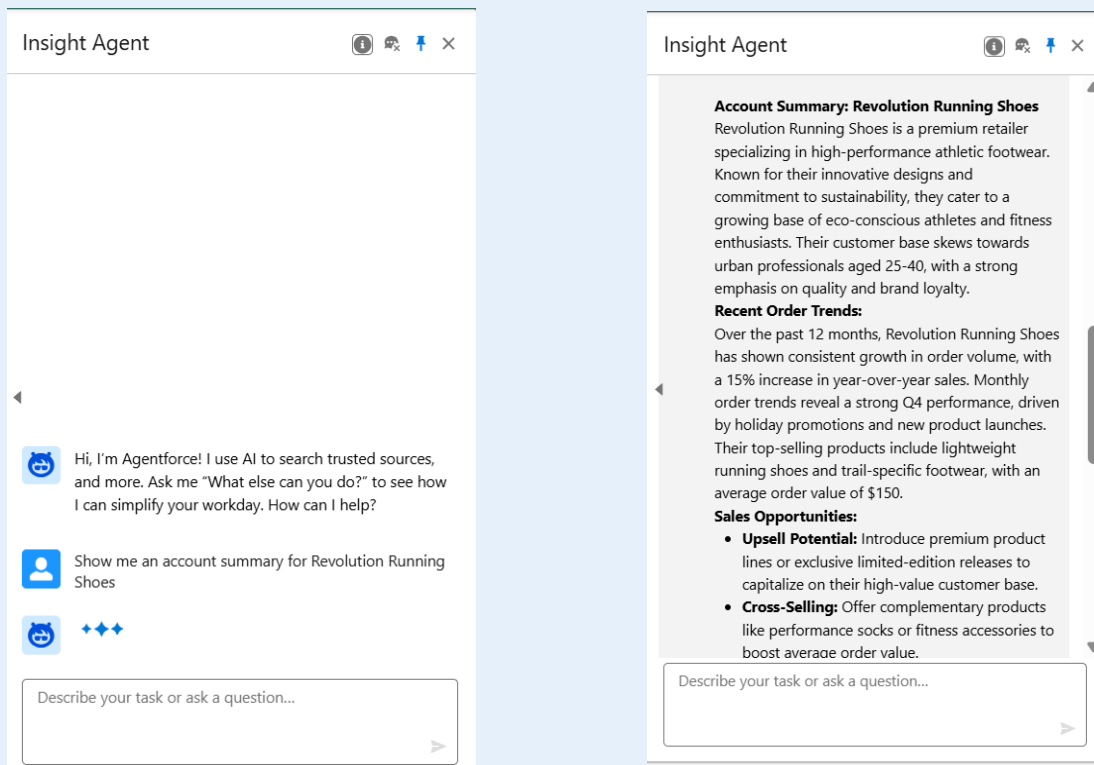 Insight Agent
Hi, I'm Agentforce! I use AI to search trusted sources,
and more. Ask me “What else can you do?” to see how
I can simplify your workday. How can I help?
Show me an account summary for Revolution Running
Shoes
Describe your task or ask a question...
Insight Agent
Account Summary: Revolution Running Shoes
Revolution Running Shoes is a premium retailer
specializing in high-performance athletic footwear.
Known for their innovative designs and
commitment to sustainability, they cater to a
growing base of eco-conscious athletes and fitness
enthusiasts. Their customer base skews towards
urban professionals aged 25-40, with a strong
emphasis on quality and brand loyalty.
Recent Order Trends:
Over the past 12 months, Revolution Running Shoes
has shown consistent growth in order volume, with
a 15% increase in year-over-year sales. Monthly
order trends reveal a strong Q4 performance, driven
by holiday promotions and new product launches.
Their top-selling products include lightweight
running shoes and trail-specific footwear, with an
average order value of $150.
Sales Opportunities:
• Upsell Potential: Introduce premium product
lines or exclusive limited-edition releases to
capitalize on their high-value customer base.
• Cross-Selling: Offer complementary products
like performance socks or fitness accessories to
boost average order value.
Describe your task or ask a question...